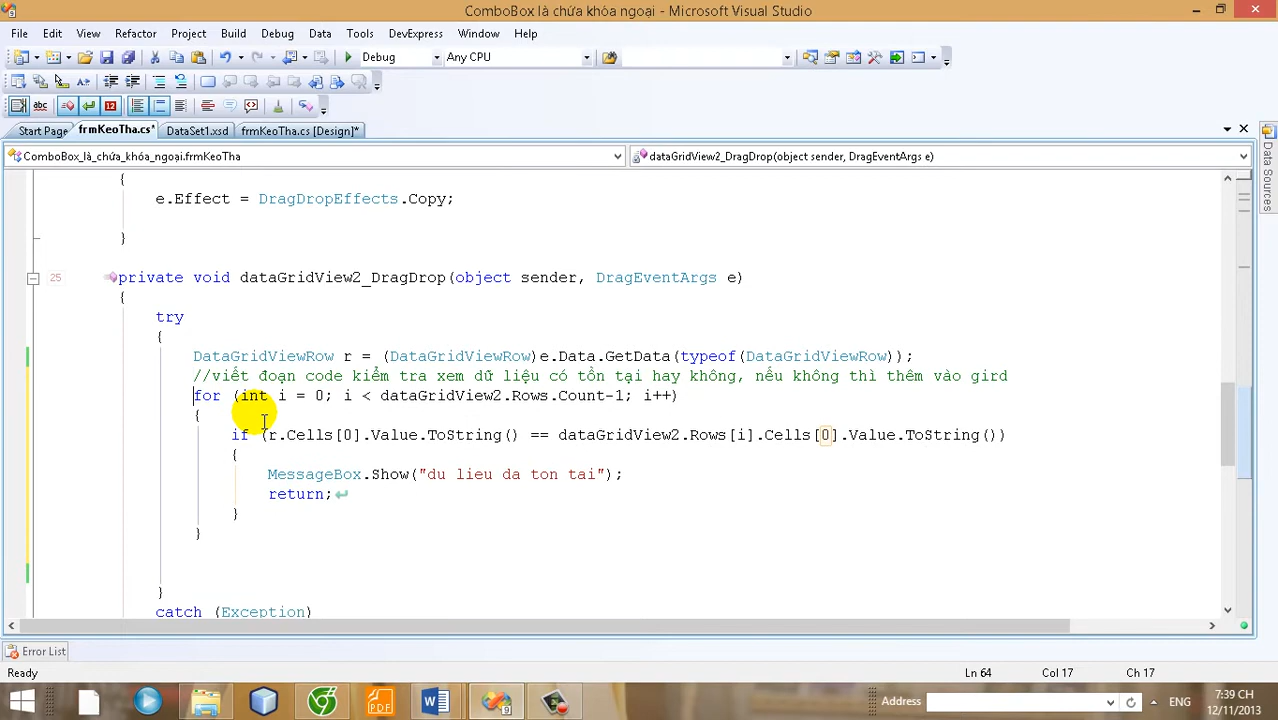 ComboBox là chứa khóa ngoại - Microsoft Visual Studio
File Edit View Refactor Project Build Debug Data Tools DevExpress Window Help
Debug Any CPU
Start Page frmKeoTha.cs* DataSet1.xsd frmKeoTha.cs [Design]*
ComboBox_là_chứa_khóa_ngoại.frmKeoTha dataGridView2_DragDrop(object sender, DragEventArgs e)
Data Sources
{
e.Effect = DragDropEffects.Copy;
}
25 private void dataGridView2_DragDrop(object sender, DragEventArgs e)
{
try
{
DataGridViewRow r = (DataGridViewRow)e.Data.GetData(typeof(DataGridViewRow));
//viết đoạn code kiểm tra xem dữ liệu có tồn tại hay không, nếu không thì thêm vào gird
for (int i = 0; i < dataGridView2.Rows.Count-1; i++)
{
if (r.Cells[0].Value.ToString() == dataGridView2.Rows[i].Cells[0].Value.ToString())
{
MessageBox.Show("du lieu da ton tai");
return;
}
}
}
catch (Exception)
Error List
Ready Ln 64 Col 17 Ch 17
PDF Address ENG 7:39 CH
12/11/2013